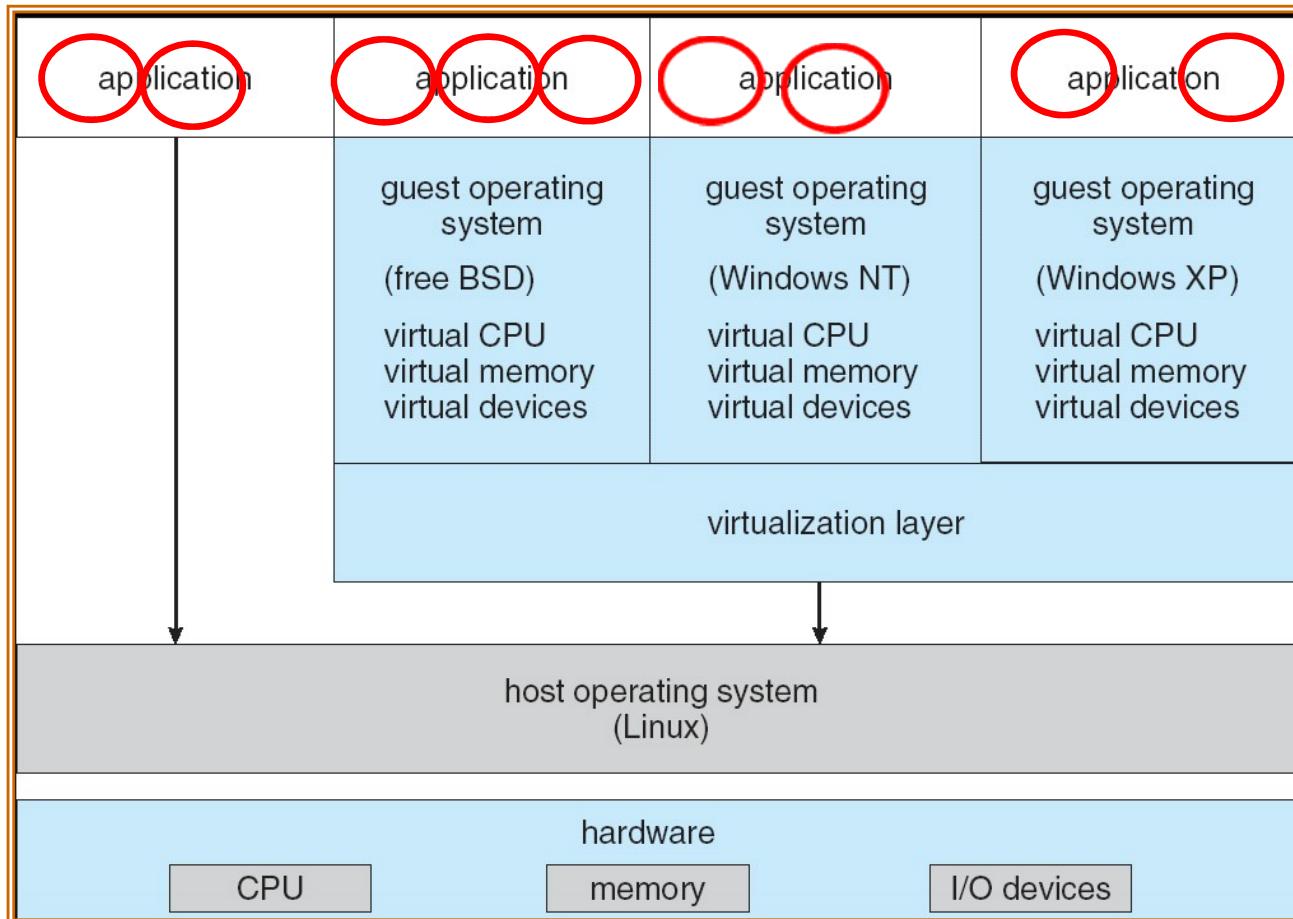 application
application
application
application
guest operating
system
(free BSD)
virtual CPU
virtual memory
virtual devices
guest operating
system
(Windows NT)
virtual CPU
virtual memory
virtual devices
guest operating
system
(Windows XP)
virtual CPU
virtual memory
virtual devices
virtualization layer
host operating system
(Linux)
hardware
CPU
memory
I/O devices